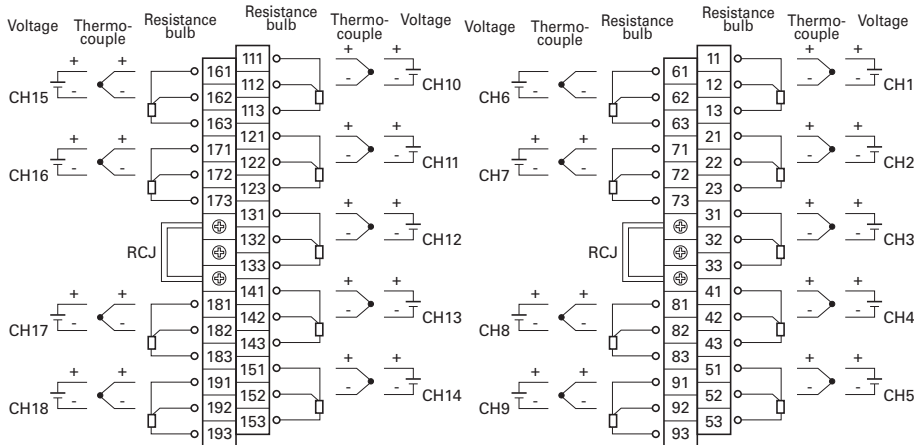 Voltage Thermo-couple Resistance bulb Resistance bulb Thermo-couple Voltage Voltage Thermo-couple Resistance bulb Resistance bulb Thermo-couple Voltage
+ + 161 111 + + + + 61 11 + +
CH15 - - 162 112 - - CH10 CH6 - - 62 12 - - CH1
163 113 63 13
+ + 171 121 + + + + 71 21 + +
CH16 - - 172 122 - - CH11 CH7 - - 72 22 - - CH2
173 123 73 23
131 + + 31 + +
RCJ 132 - - CH12 RCJ 32 - - CH3
133 33
+ + 181 141 + + + + 81 41 + +
CH17 - - 182 142 - - CH13 CH8 - - 82 42 - - CH4
183 143 83 43
+ + 191 151 + + + + 91 51 + +
CH18 - - 192 152 - - CH14 CH9 - - 92 52 - - CH5
193 153 93 53